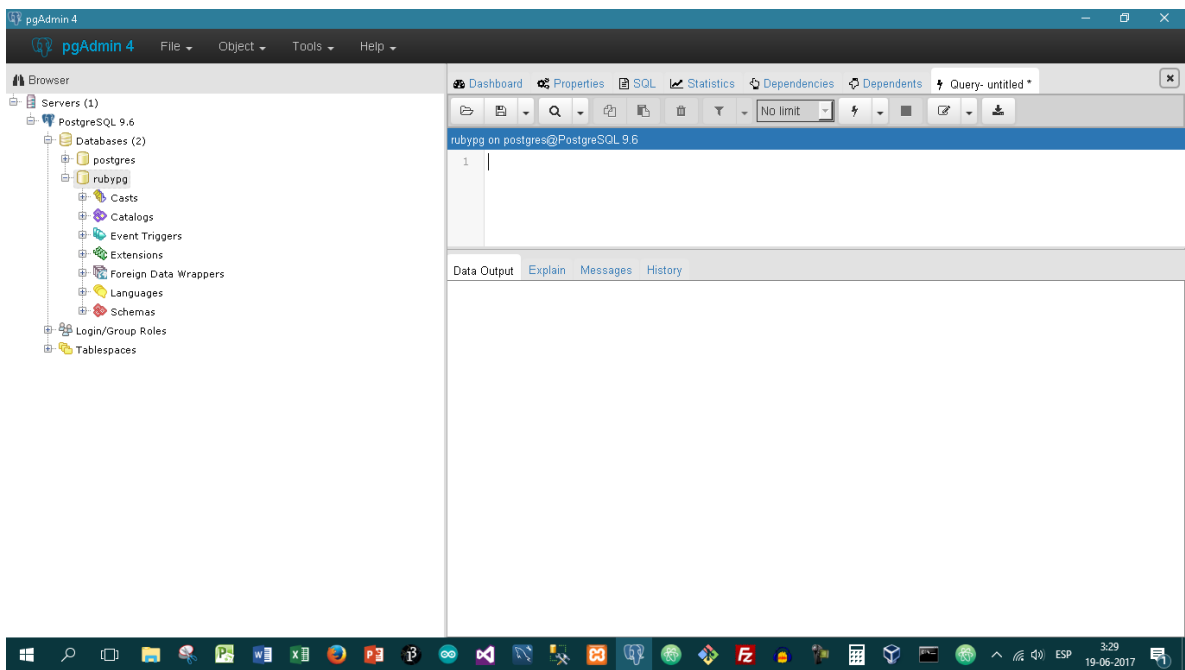 pgAdmin 4
pgAdmin 4 File Object Tools Help
Browser
Servers (1)
PostgreSQL 9.6
Databases (2)
postgres
rubypg
Casts
Catalogs
Event Triggers
Extensions
Foreign Data Wrappers
Languages
Schemas
Login/Group Roles
Tablespaces
Dashboard Properties SQL Statistics Dependencies Dependents Query- untitled *
No limit
rubypg on postgres@PostgreSQL 9.6
1
Data Output Explain Messages History
ESP
3:29
19-06-2017